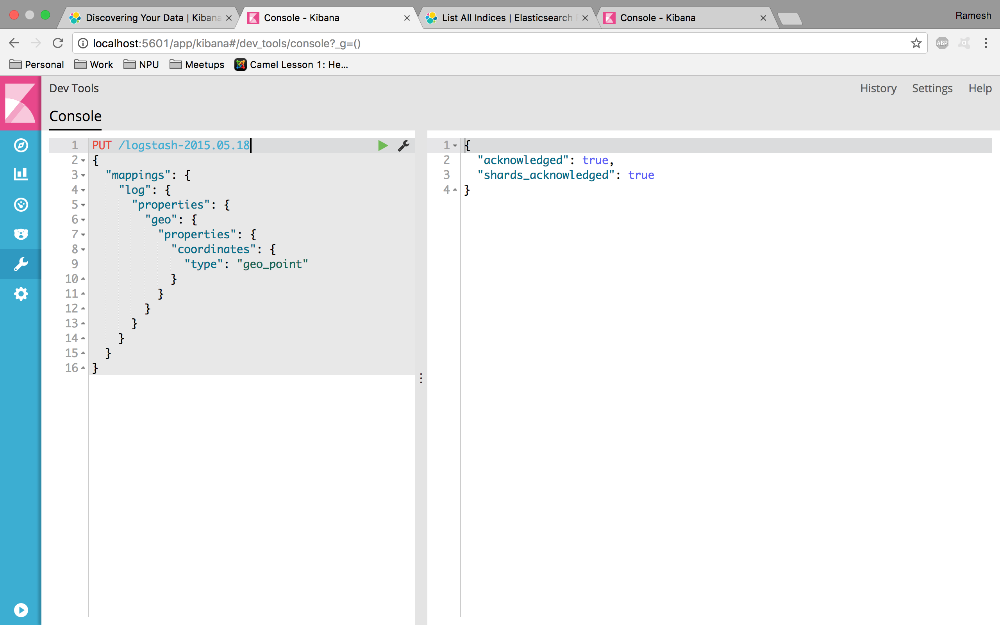 Discovering Your Data | Kibana
Console - Kibana
List All Indices | Elasticsearch
Console - Kibana
Ramesh
localhost:5601/app/kibana#/dev_tools/console?_g=()
ABP
a
Personal
Work
NPU
Meetups
Camel Lesson 1: He...
Dev Tools
History
Settings
Help
Console
1 PUT /logstash-2015.05.18
2 {
3 "mappings": {
4 "log": {
5 "properties": {
6 "geo": {
7 "properties": {
8 "coordinates": {
9 "type": "geo_point"
10 }
11 }
12 }
13 }
14 }
15 }
16 }
1 {
2 "acknowledged": true,
3 "shards_acknowledged": true
4 }